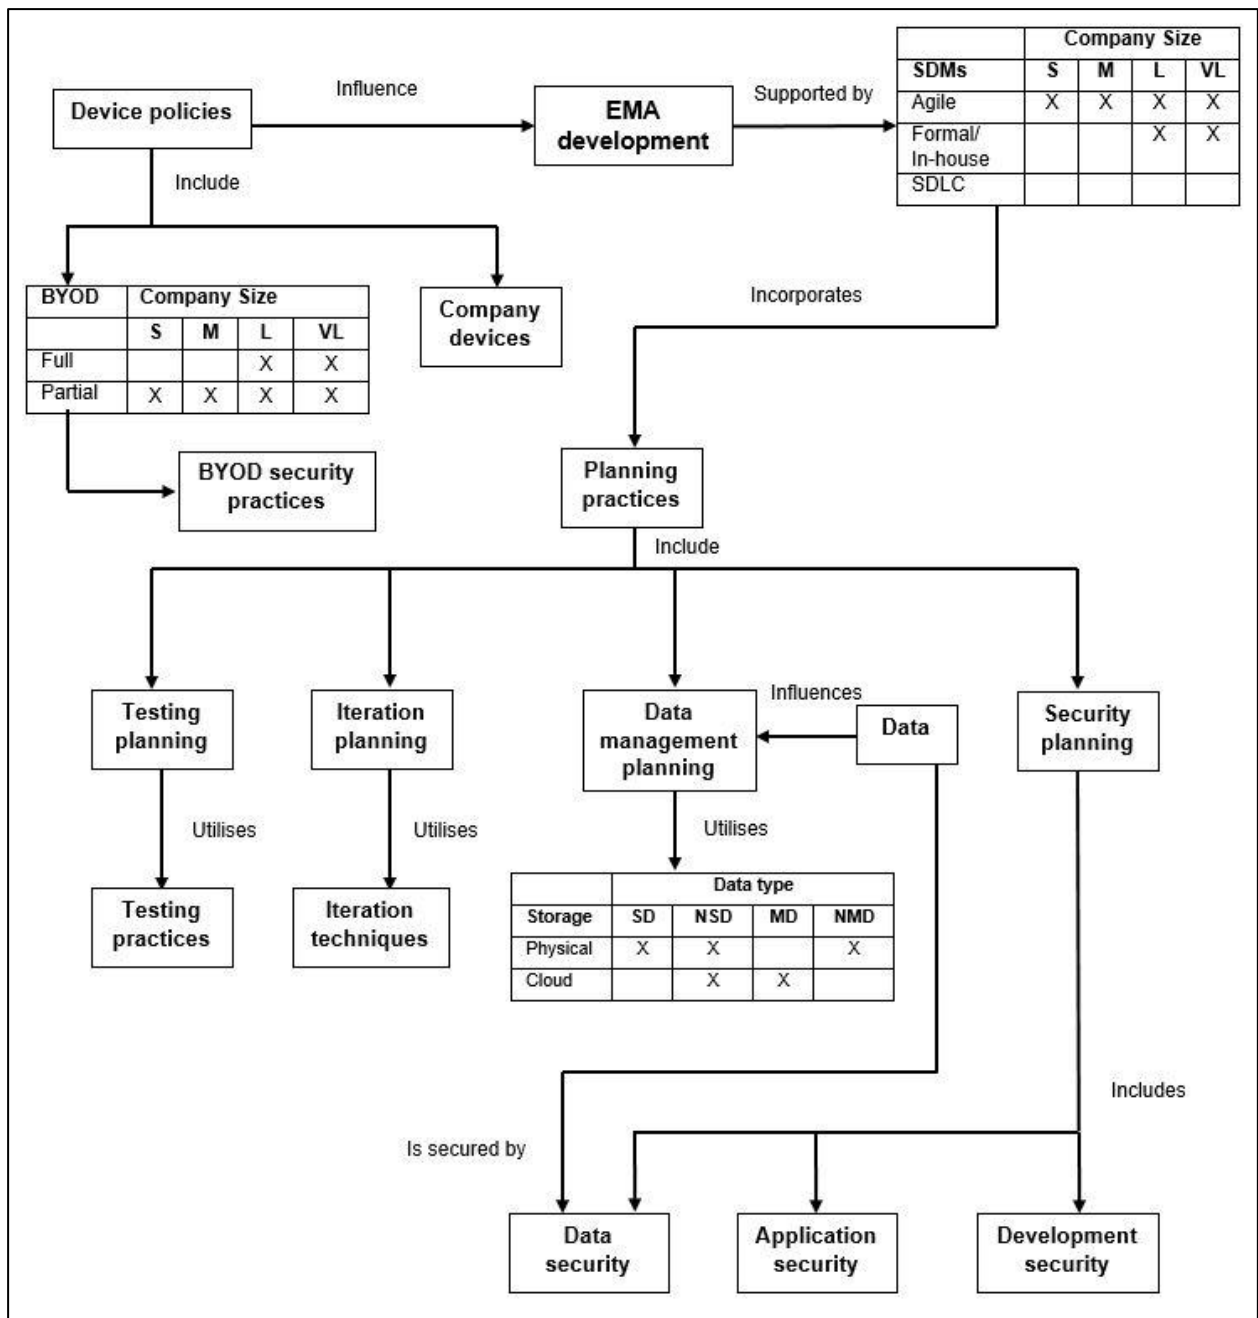 Company Size
SDMs S M L VL
Agile X X X X
Formal/
In-house X X
SDLC
Device policies
Influence
EMA
development
Supported by
Include
BYOD Company Size
S M L VL
Full X X
Partial X X X X
Company
devices
Incorporates
BYOD security
practices
Planning
practices
Include
Testing
planning
Iteration
planning
Data
management
planning
Influences
Data
Security
planning
Utilises
Utilises
Utilises
Testing
practices
Iteration
techniques
Data type
Storage SD NSD MD NMD
Physical X X X
Cloud X X
Includes
Is secured by
Data
security
Application
security
Development
security